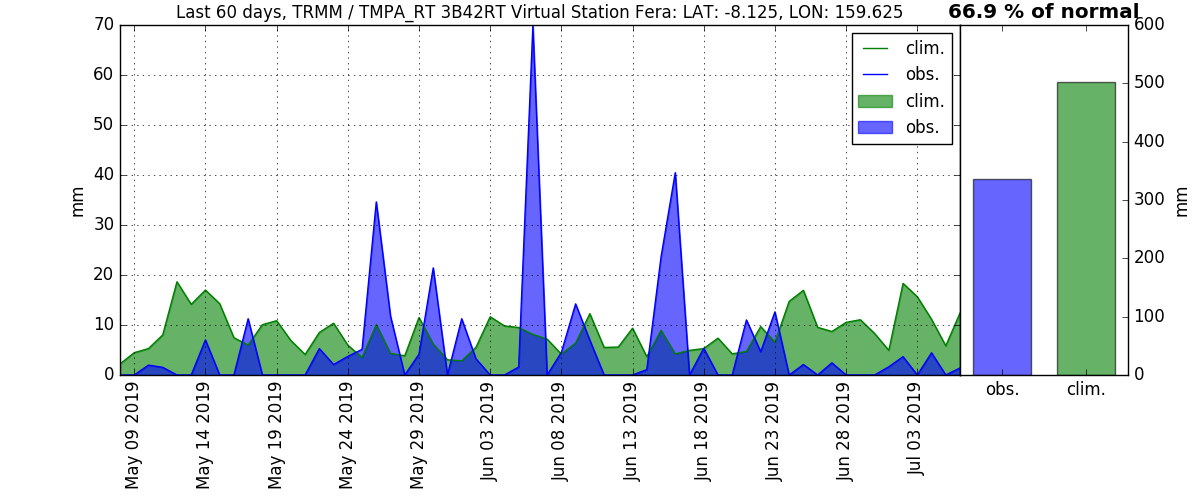 Last 60 days, TRMM / TMPA_RT 3B42RT Virtual Station Fera: LAT: -8.125, LON: 159.625
66.9 % of normal
70
60
50
40
30
20
10
0
mm
clim.
obs.
clim.
obs.
May 09 2019
May 14 2019
May 19 2019
May 24 2019
May 29 2019
Jun 03 2019
Jun 08 2019
Jun 13 2019
Jun 18 2019
Jun 23 2019
Jun 28 2019
Jul 03 2019
600
500
400
300
200
100
0
mm
obs.
clim.